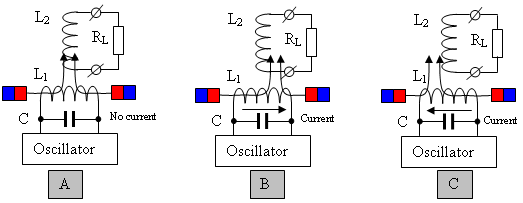 L2
RL
L1
C
No current
Oscillator
A
L2
RL
L1
C
Current
Oscillator
B
L2
RL
L1
C
Current
Oscillator
C